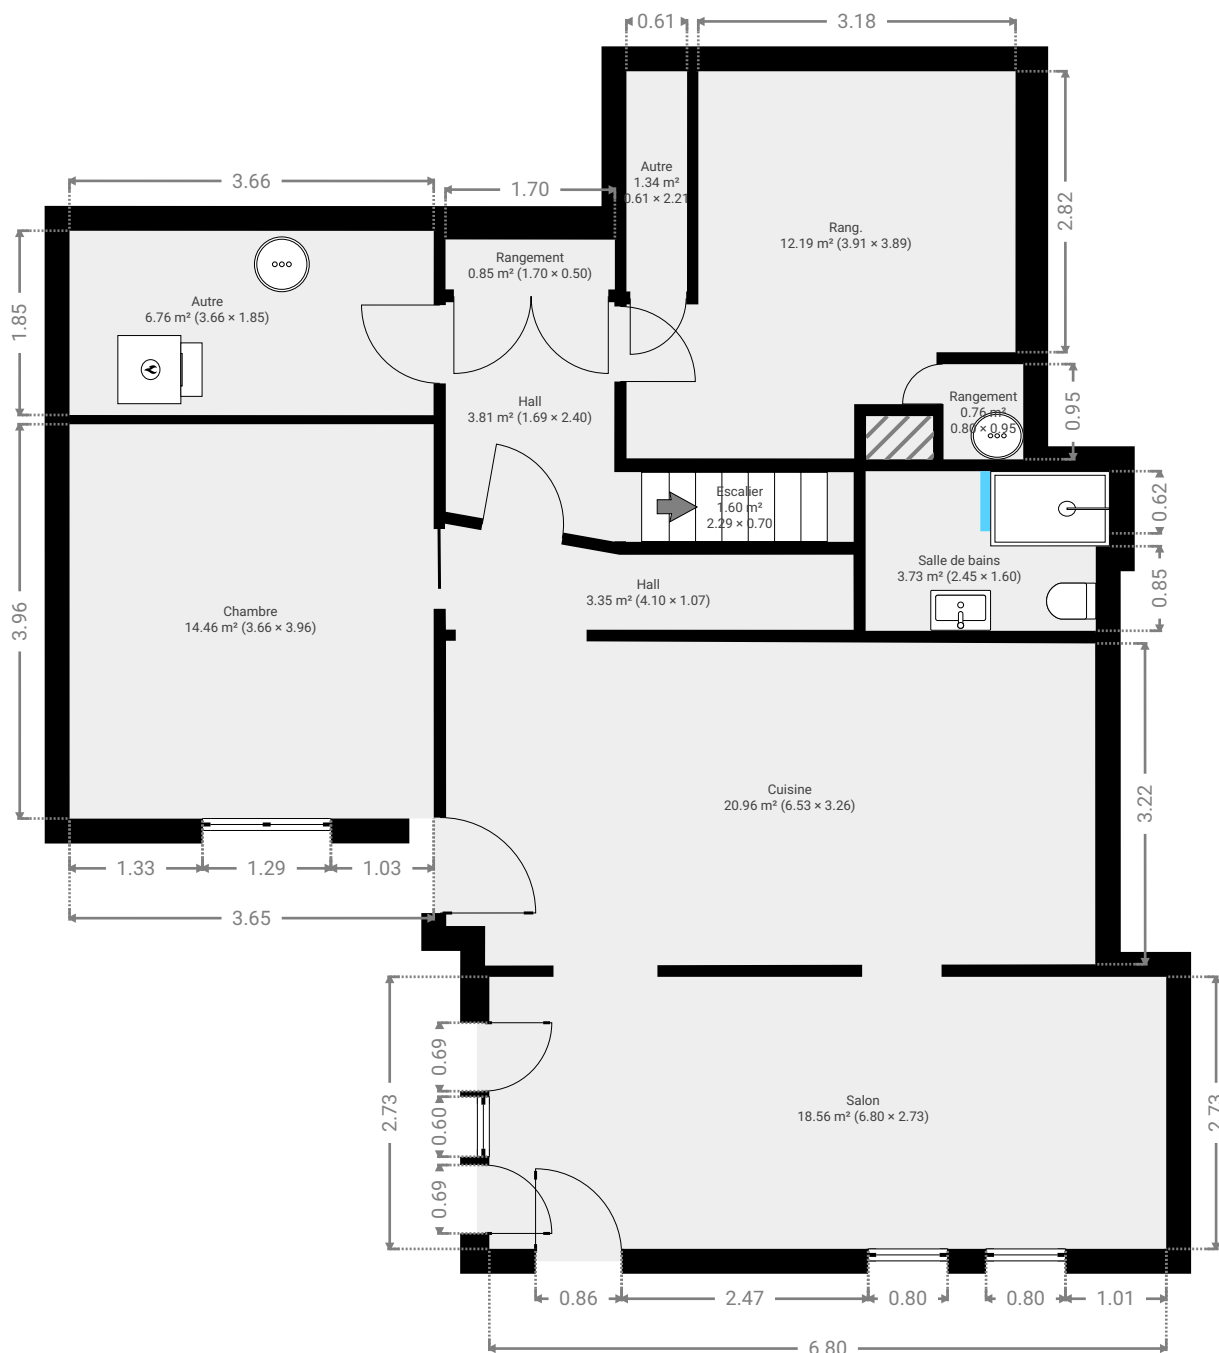 0.61
3.18
3.66
1.70
Autre
1.34 m²
0.61 × 2.21
2.82
Rang.
12.19 m² (3.91 × 3.89)
Rangement
0.85 m² (1.70 × 0.50)
1.85
Autre
6.76 m² (3.66 × 1.85)
Hall
3.81 m² (1.69 × 2.40)
Rangement
0.76 m²
0.80 × 0.95
0.95
Escalier
1.60 m²
2.29 × 0.70
0.62
Salle de bains
3.73 m² (2.45 × 1.60)
0.85
Hall
3.35 m² (4.10 × 1.07)
3.96
Chambre
14.46 m² (3.66 × 3.96)
Cuisine
20.96 m² (6.53 × 3.26)
3.22
1.33
1.29
1.03
3.65
0.69
2.73
0.60
0.69
Salon
18.56 m² (6.80 × 2.73)
2.73
0.86
2.47
0.80
0.80
1.01
6.80